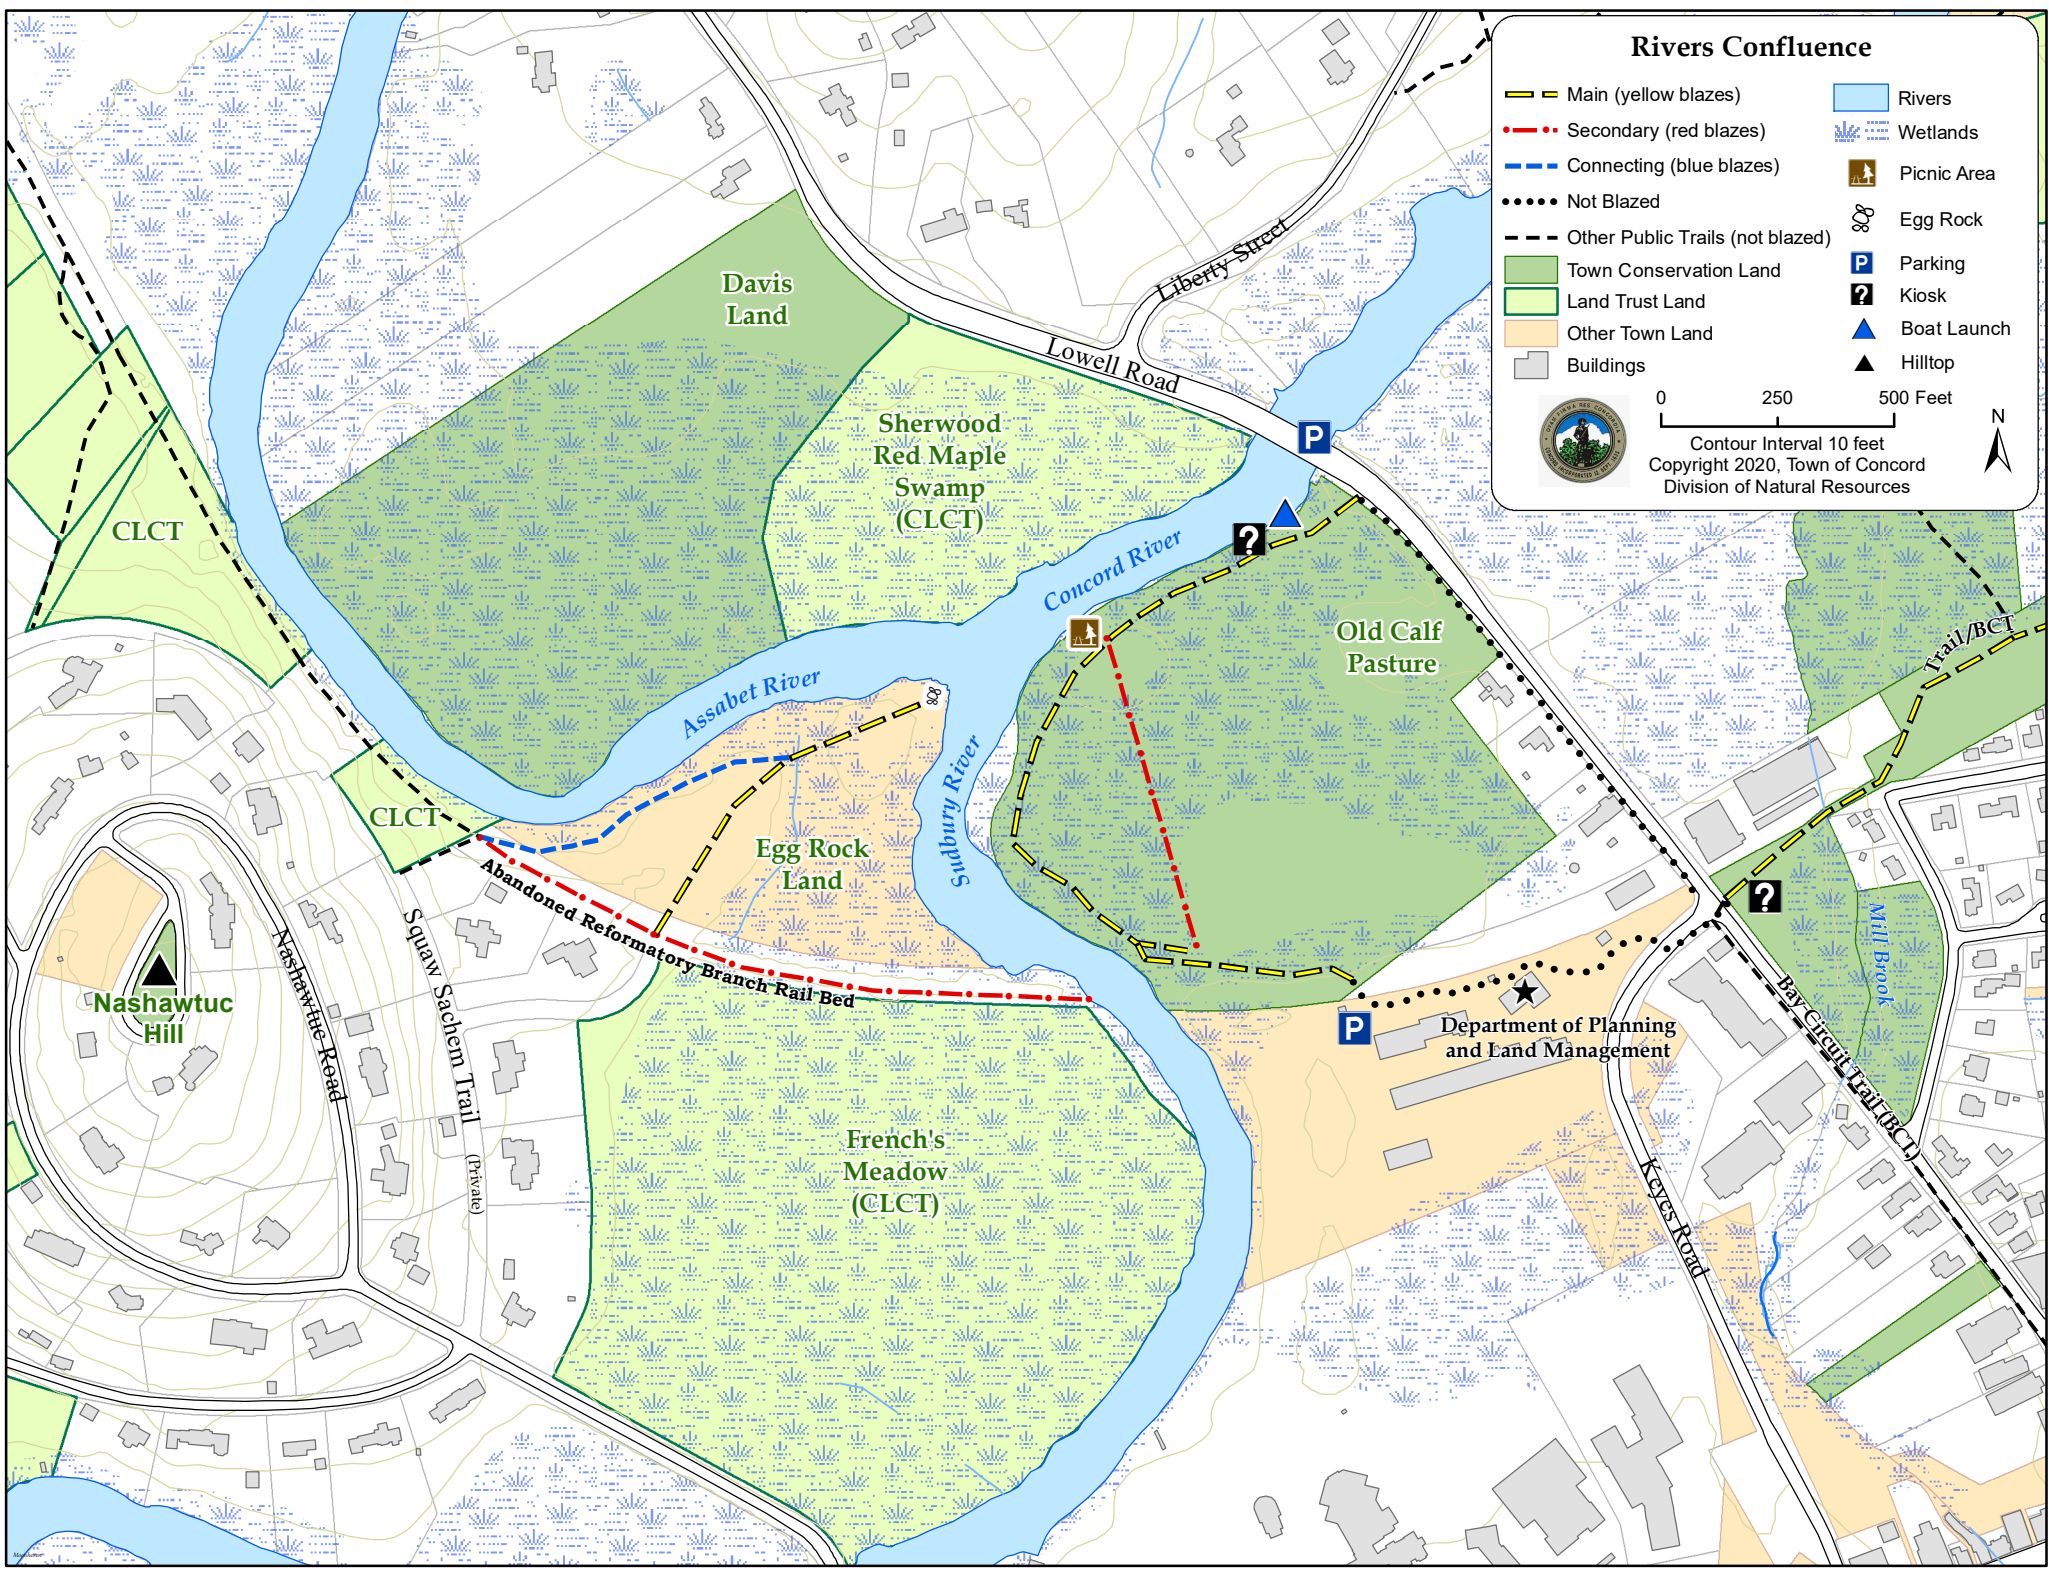 Rivers Confluence
Main (yellow blazes)
Secondary (red blazes)
Connecting (blue blazes)
Not Blazed
Other Public Trails (not blazed)
Town Conservation Land
Land Trust Land
Other Town Land
Buildings
Rivers
Wetlands
Picnic Area
Egg Rock
P
Parking
?
Kiosk
Boat Launch
Hilltop
0 250 500 Feet
N
Contour Interval 10 feet
Copyright 2020, Town of Concord
Division of Natural Resources
Davis
Land
Liberty Street
Lowell Road
Sherwood
Red Maple
Swamp
(CLCT)
P
CLCT
?
Concord River
Old Calf
Pasture
Trail/BCT
Assabet River
Sudbury River
CLCT
Egg Rock
Land
Abandoned Reformatory Branch Rail Bed
?
Mill Brook
Nashawtuc
Hill
Nashawtuc Road
Squaw Sachem Trail
(Private)
P
Department of Planning
and Land Management
Bay Circuit Trail (BCT)
French's
Meadow
(CLCT)
Keyes Road